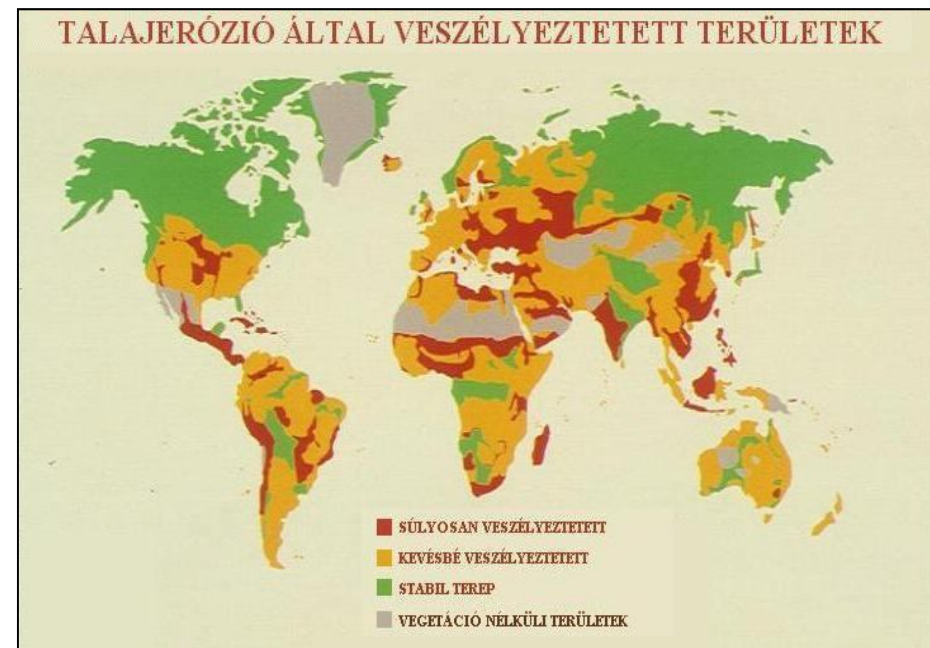 TALAJERÓZIÓ ÁLTAL VESZÉLYEZTETETT TERÜLETEK
SÚLYOSAN VESZÉLYEZTETETT
KEVÉSBÉ VESZÉLYEZTETETT
STABIL TEREP
VEGETÁCIÓ NÉLKÜLI TERÜLETEK